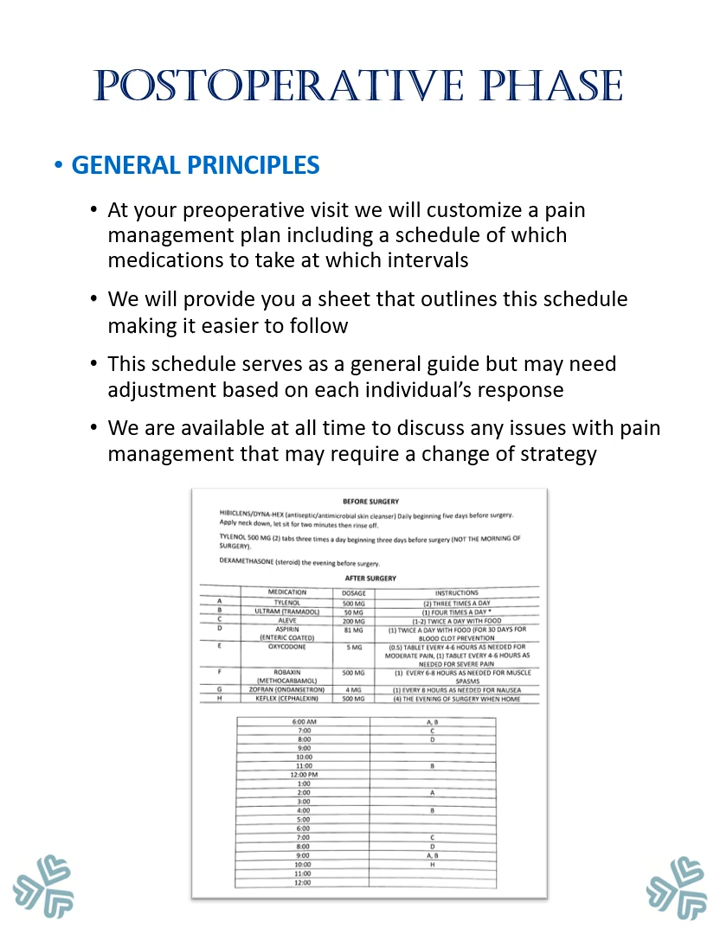 POSTOPERATIVE PHASE
• GENERAL PRINCIPLES
• At your preoperative visit we will customize a pain
management plan including a schedule of which
medications to take at which intervals
• We will provide you a sheet that outlines this schedule
making it easier to follow
• This schedule serves as a general guide but may need
adjustment based on each individual's response
• We are available at all time to discuss any issues with pain
management that may require a change of strategy
BEFORE SURGERY
HIBICLENS/DYNA-HEX (antiseptic/antimicrobial skin cleanser) Daily beginning five days before surgery.
Apply neck down, let sit for two minutes then rinse off.
TYLENOL 500 MG (2) tabs three times a day beginning three days before surgery (NOT THE MORNING OF
SURGERY).
DEXAMETHASONE (steroid) the evening before surgery.
AFTER SURGERY
MEDICATION DOSAGE INSTRUCTIONS
A TYLENOL 500 MG (2) THREE TIMES A DAY
B ULTRAM (TRAMADOL) 50 MG (1) FOUR TIMES A DAY *
C ALEVE 200 MG (1-2) TWICE A DAY WITH FOOD
D ASPIRIN 81 MG (1) TWICE A DAY WITH FOOD (FOR 30 DAYS FOR
(ENTERIC COATED) BLOOD CLOT PREVENTION
E OXYCODONE 5 MG (0.5) TABLET EVERY 4-6 HOURS AS NEEDED FOR
MODERATE PAIN, (1) TABLET EVERY 4-6 HOURS AS
NEEDED FOR SEVERE PAIN
F ROBAXIN 500 MG (1) EVERY 6-8 HOURS AS NEEDED FOR MUSCLE
(METHOCARBAMOL) SPASMS
G ZOFRAN (ONDANSETRON) 4 MG (1) EVERY 8 HOURS AS NEEDED FOR NAUSEA
H KEFLEX (CEPHALEXIN) 500 MG (4) THE EVENING OF SURGERY WHEN HOME
6:00 AM A, B
7:00 C
8:00 D
9:00
10:00
11:00 B
12:00 PM
1:00
2:00 A
3:00
4:00 B
5:00
6:00
7:00 C
8:00 D
9:00 A, B
10:00 H
11:00
12:00